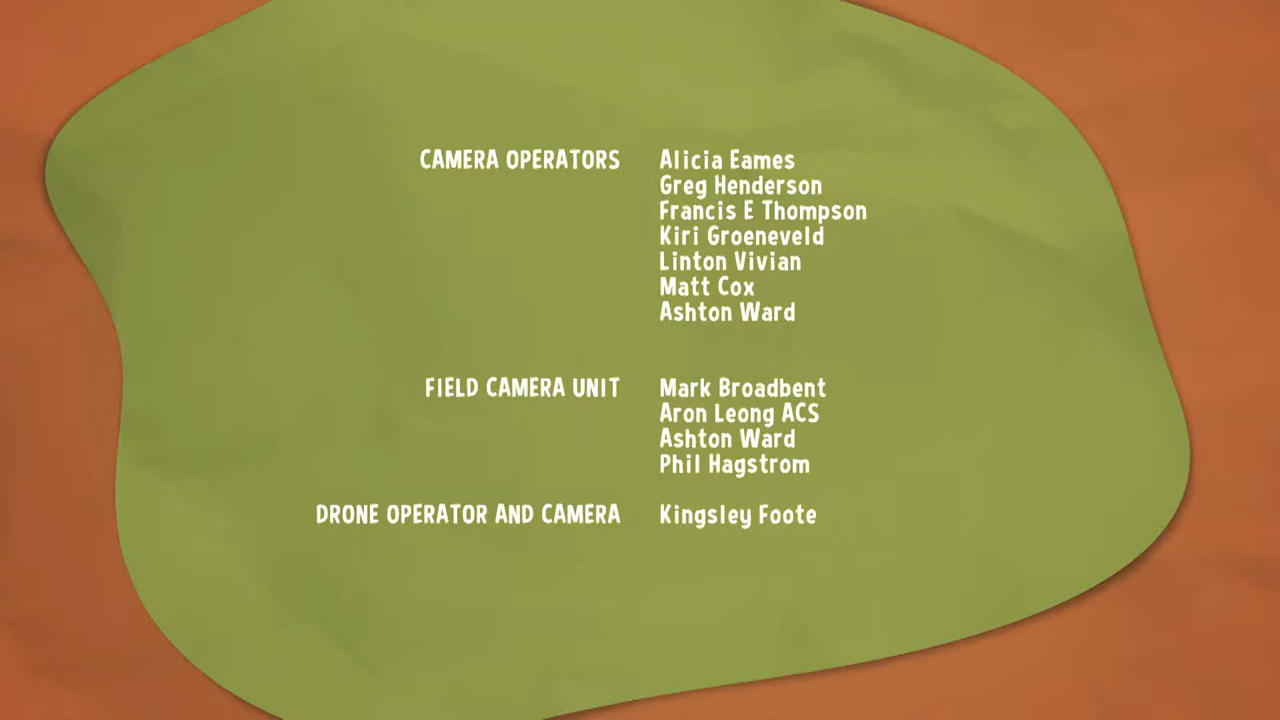 CAMERA OPERATORS Alicia Eames
Greg Henderson
Francis E Thompson
Kiri Groeneveld
Linton Vivian
Matt Cox
Ashton Ward
FIELD CAMERA UNIT Mark Broadbent
Aron Leong ACS
Ashton Ward
Phil Hagstrom
DRONE OPERATOR AND CAMERA Kingsley Foote